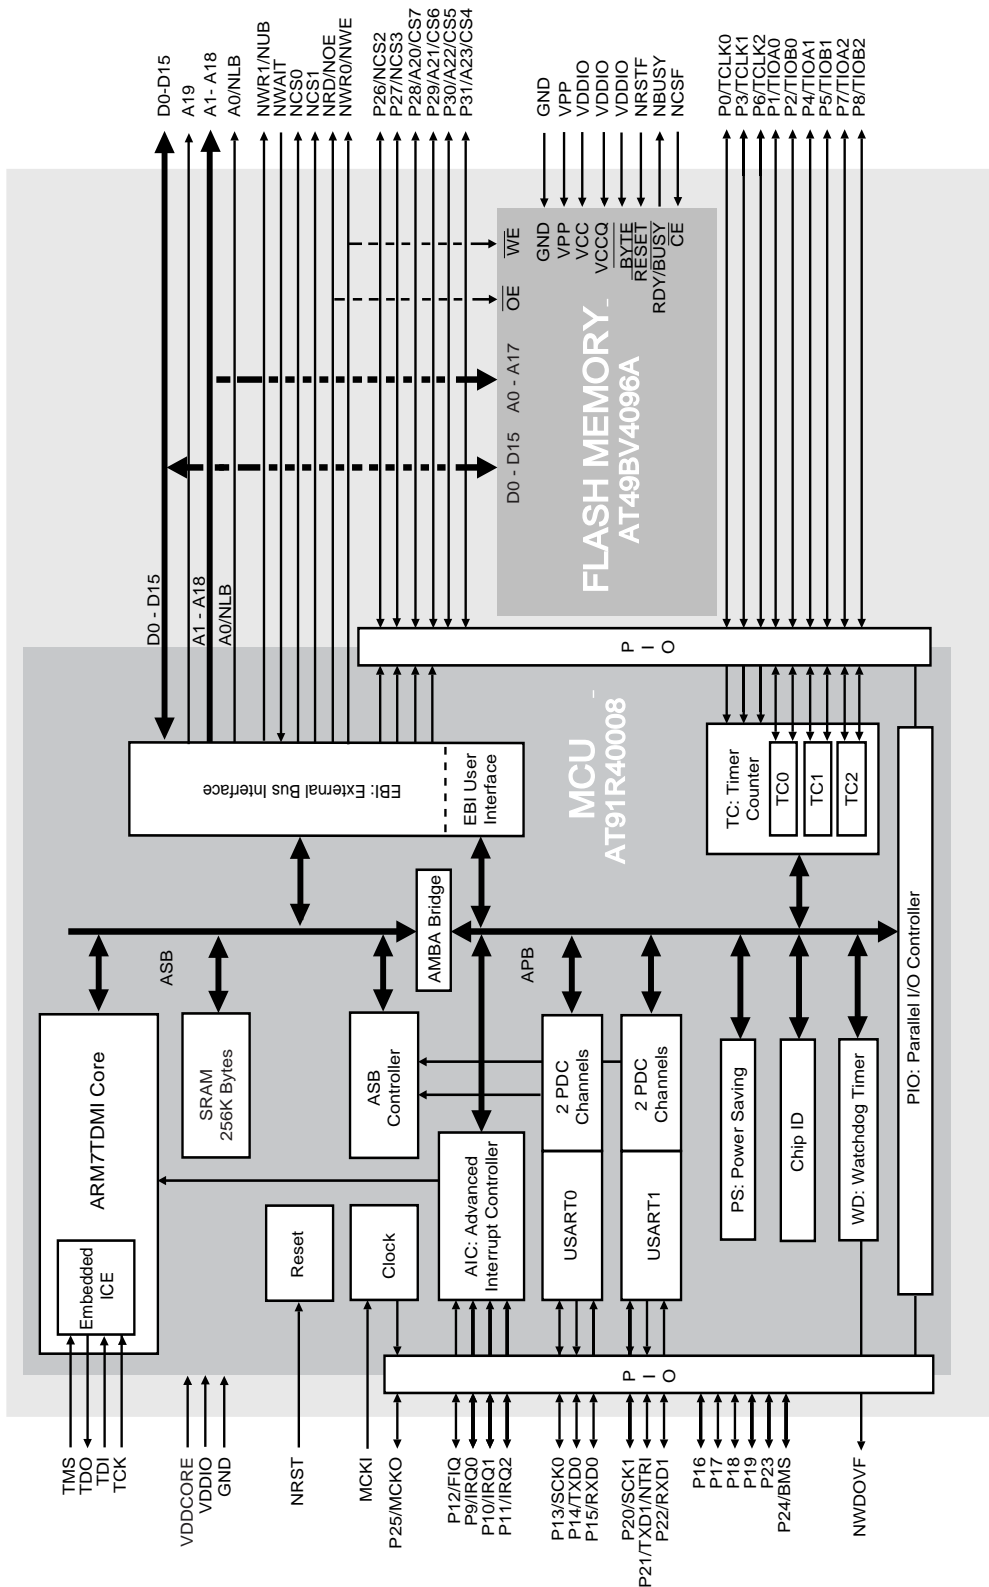 D0-D15
A19
A1- A18
A0/NLB
NWR1/NUB
NWAIT
NCS0
NCS1
NRD/NOE
NWR0/NWE
P26/NCS2
P27/NCS3
P28/A20/CS7
P29/A21/CS6
P30/A22/CS5
P31/A23/CS4
GND
VPP
VDDIO
VDDIO
VDDIO
NRSTF
NBUSY
NCSF
P0/TCLK0
P3/TCLK1
P6/TCLK2
P1/TIOA0
P2/TIOB0
P4/TIOA1
P5/TIOB1
P7/TIOA2
P8/TIOB2
D0 - D15
A1 - A18
A0/NLB
D0 - D15
A0 - A17
OE
WE
GND
VPP
VCC
VCCQ
BYTE
RESET
RDY/BUSY
CE
FLASH MEMORY
AT49BV4096A
P I O
EBI: External Bus Interface
EBI User
Interface
MCU
AT91R40008
TC: Timer
Counter
TC0
TC1
TC2
ASB
AMBA Bridge
APB
ARM7TDMI Core
Embedded
ICE
SRAM
256K Bytes
ASB
Controller
2 PDC
Channels
2 PDC
Channels
Reset
Clock
AIC: Advanced
Interrupt Controller
USART0
USART1
PS: Power Saving
Chip ID
WD: Watchdog Timer
PIO: Parallel I/O Controller
P I O
TMS
TDO
TDI
TCK
VDDCORE
VDDIO
GND
NRST
MCKI
P25/MCKO
P12/FIQ
P9/IRQ0
P10/IRQ1
P11/IRQ2
P13/SCK0
P14/TXD0
P15/RXD0
P20/SCK1
P21/TXD1/NTRI
P22/RXD1
P16
P17
P18
P19
P23
P24/BMS
NWDOVF